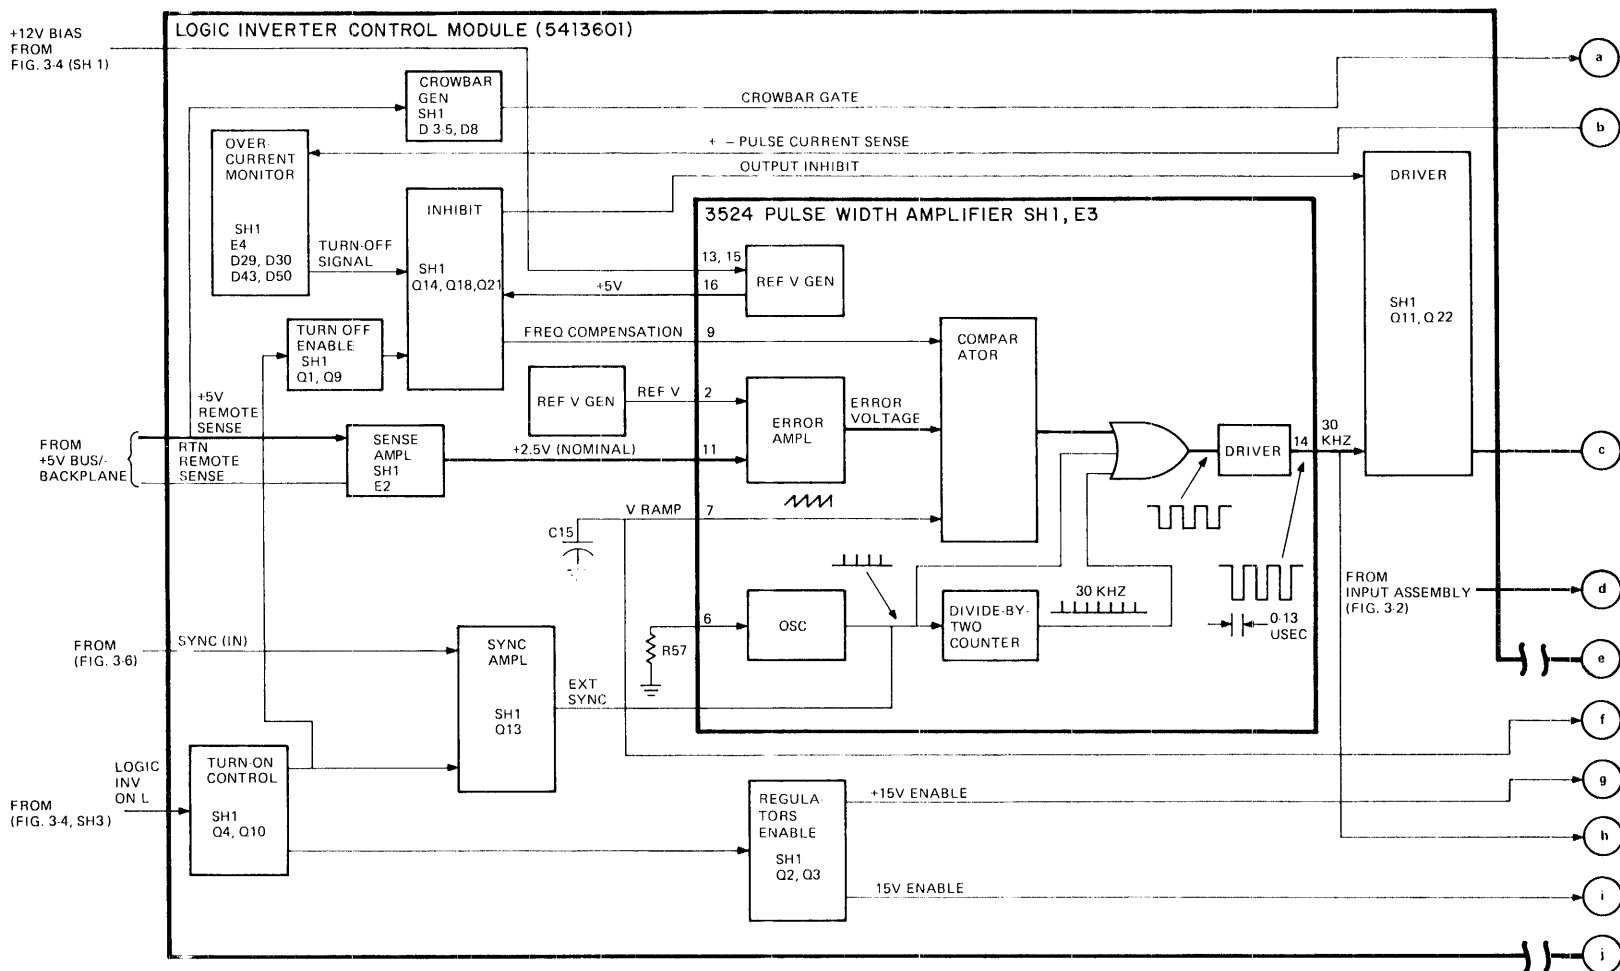 LOGIC INVERTER CONTROL MODULE (5413601)
+12V BIAS
FROM
FIG. 3-4 (SH 1)
CROWBAR
GEN
SH1
D 3-5, D8
CROWBAR GATE
a
b
+ – PULSE CURRENT SENSE
OUTPUT INHIBIT
OVER-
CURRENT
MONITOR
SH1
E4
D29, D30
D43, D50
TURN-OFF
SIGNAL
INHIBIT
SH1
Q14, Q18,Q21
DRIVER
SH1
Q11, Q22
3524 PULSE WIDTH AMPLIFIER SH1, E3
13, 15
REF V GEN
+5V
16
FREQ COMPENSATION
9
COMPAR
ATOR
TURN OFF
ENABLE
SH1
Q1, Q9
REF V GEN
REF V
2
ERROR
AMPL
ERROR
VOLTAGE
+5V
REMOTE
SENSE
FROM
+5V BUS/-
BACKPLANE
RTN
REMOTE
SENSE
SENSE
AMPL
SH1
E2
+2.5V (NOMINAL)
11
DRIVER
14
30
KHZ
c
V RAMP
7
C15
OSC
6
R57
30 KHZ
DIVIDE-BY-
TWO
COUNTER
0-13
USEC
FROM
INPUT ASSEMBLY
(FIG. 3-2)
d
e
FROM
(FIG. 3-6)
SYNC (IN)
SYNC
AMPL
SH1
Q13
EXT
SYNC
f
LOGIC
INV
ON L
FROM
(FIG. 3-4, SH3)
TURN-ON
CONTROL
SH1
Q4, Q10
REGULA-
TORS
ENABLE
SH1
Q2, Q3
+15V ENABLE
g
h
15V ENABLE
i
j